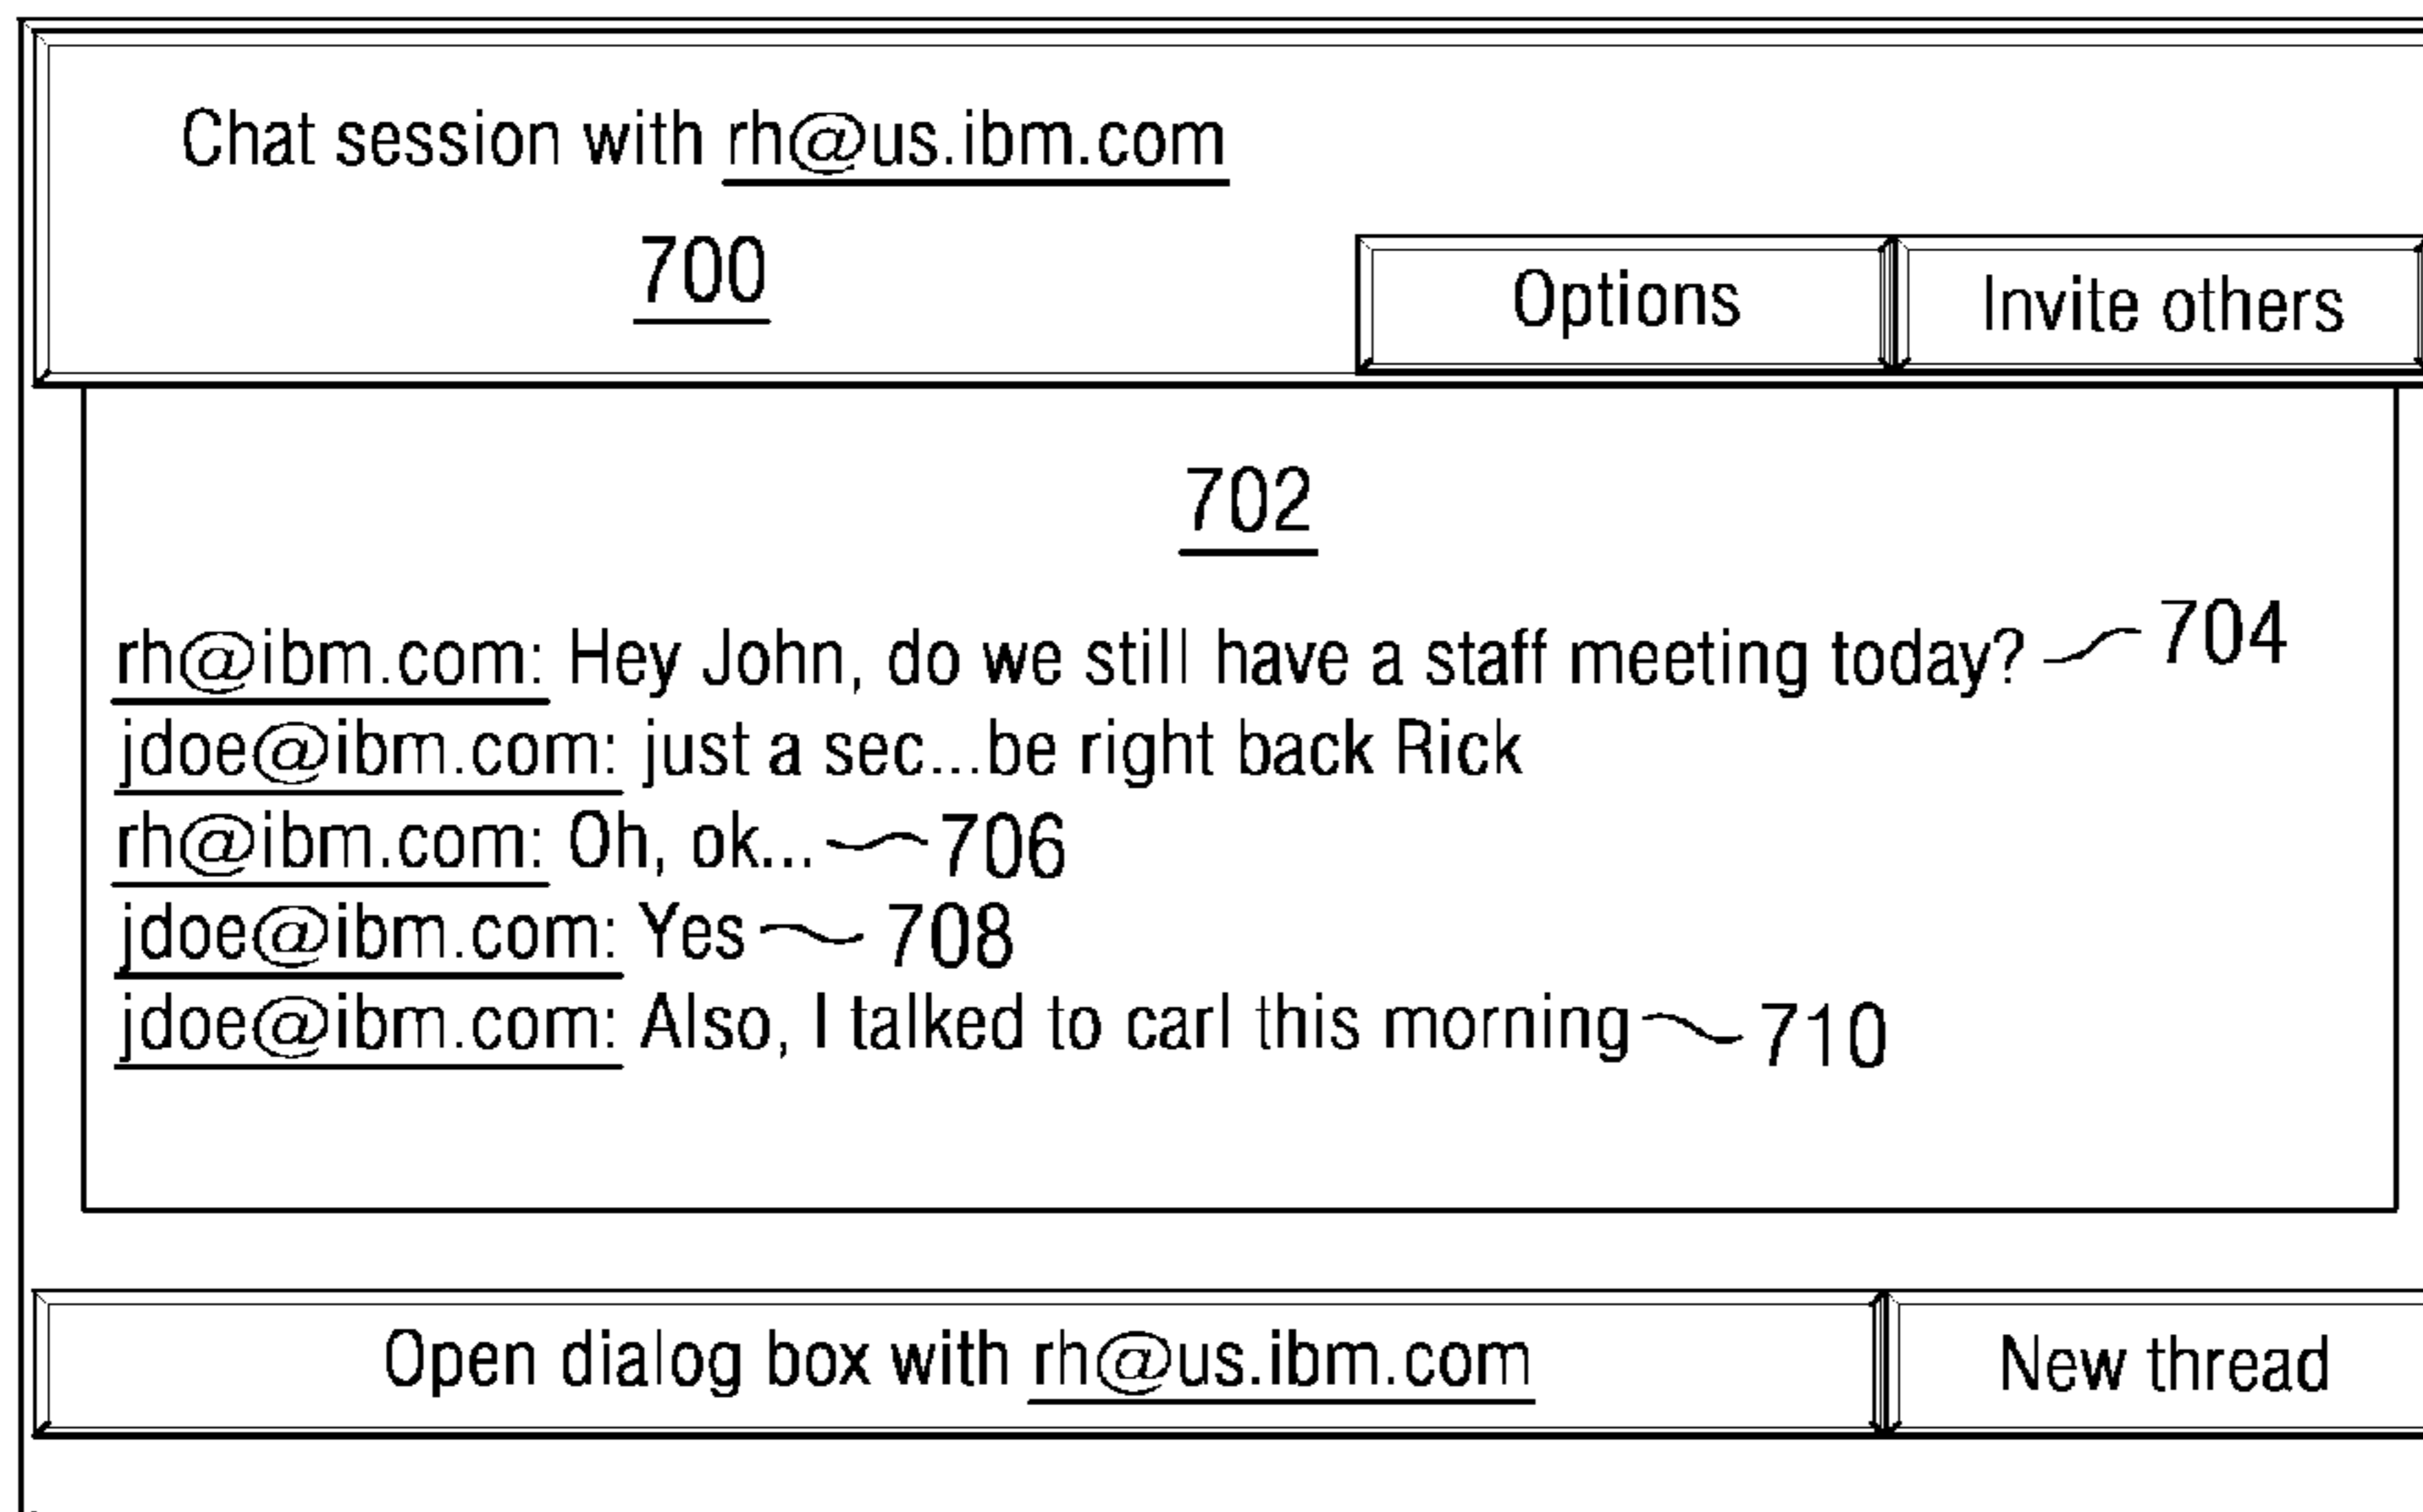 Chat session with rh@us.ibm.com
700
Options Invite others
702
rh@ibm.com: Hey John, do we still have a staff meeting today? 704
jdoe@ibm.com: just a sec...be right back Rick
rh@ibm.com: Oh, ok... 706
jdoe@ibm.com: Yes 708
jdoe@ibm.com: Also, I talked to carl this morning 710
Open dialog box with rh@us.ibm.com New thread